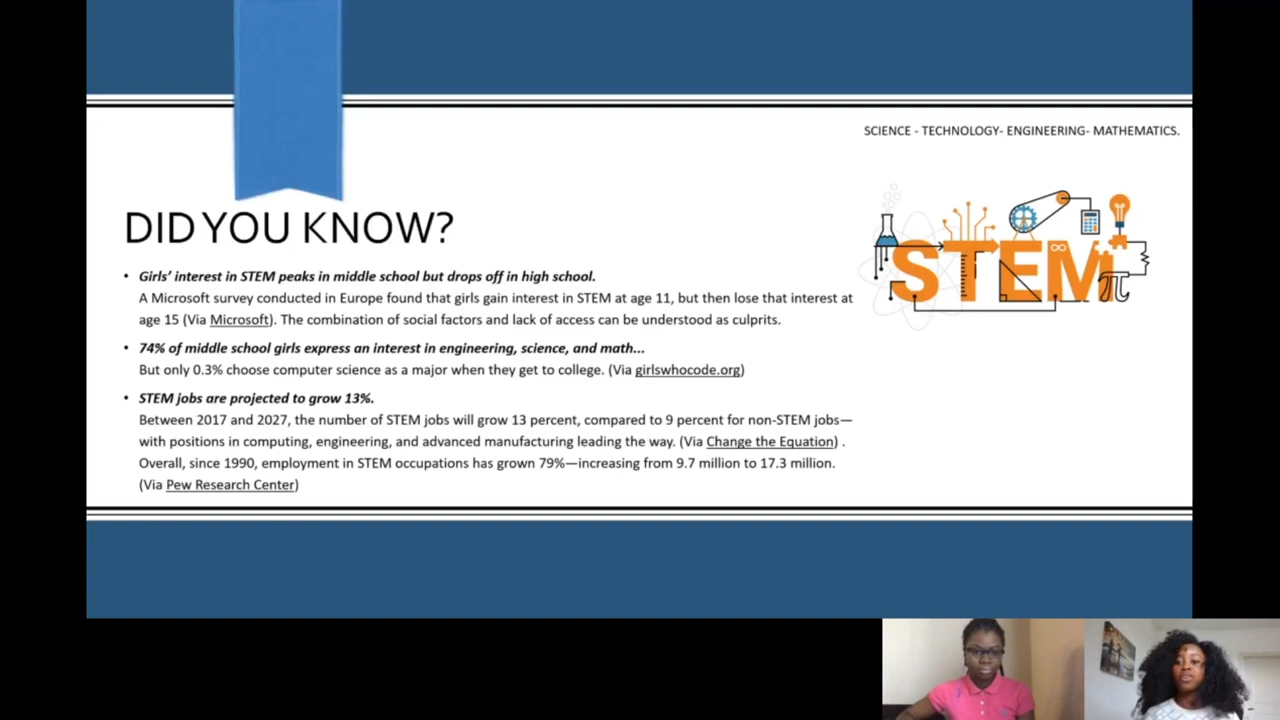 SCIENCE - TECHNOLOGY- ENGINEERING- MATHEMATICS.
STEM
DID YOU KNOW?
• Girls’ interest in STEM peaks in middle school but drops off in high school.
A Microsoft survey conducted in Europe found that girls gain interest in STEM at age 11, but then lose that interest at
age 15 (Via Microsoft). The combination of social factors and lack of access can be understood as culprits.
• 74% of middle school girls express an interest in engineering, science, and math...
But only 0.3% choose computer science as a major when they get to college. (Via girlswhocode.org)
• STEM jobs are projected to grow 13%.
Between 2017 and 2027, the number of STEM jobs will grow 13 percent, compared to 9 percent for non-STEM jobs—
with positions in computing, engineering, and advanced manufacturing leading the way. (Via Change the Equation) .
Overall, since 1990, employment in STEM occupations has grown 79%—increasing from 9.7 million to 17.3 million.
(Via Pew Research Center)